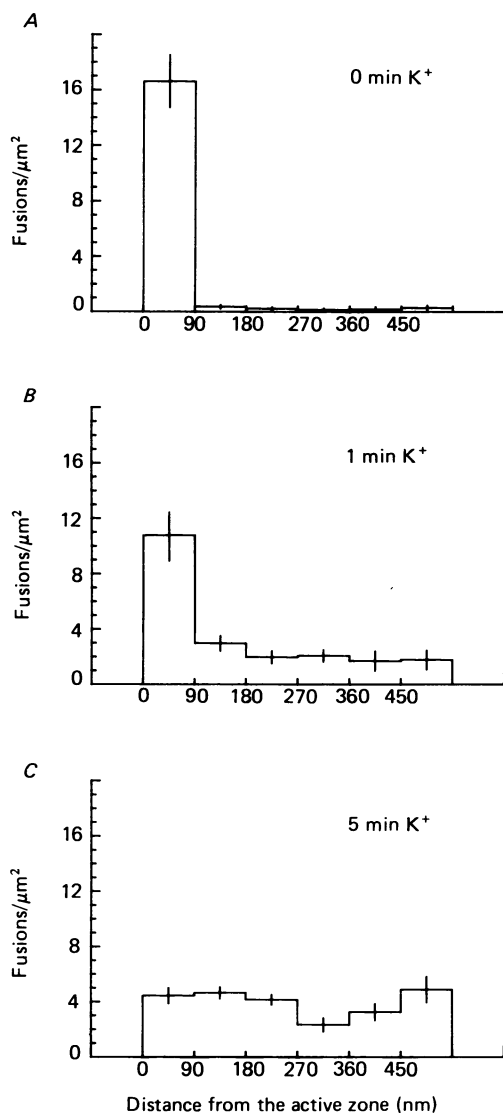 A
0 min K⁺
Fusions/μm²
16
12
8
4
0
0 90 180 270 360 450
B
1 min K⁺
Fusions/μm²
16
12
8
4
0
0 90 180 270 360 450
C
5 min K⁺
Fusions/μm²
16
12
8
4
0
0 90 180 270 360 450
Distance from the active zone (nm)